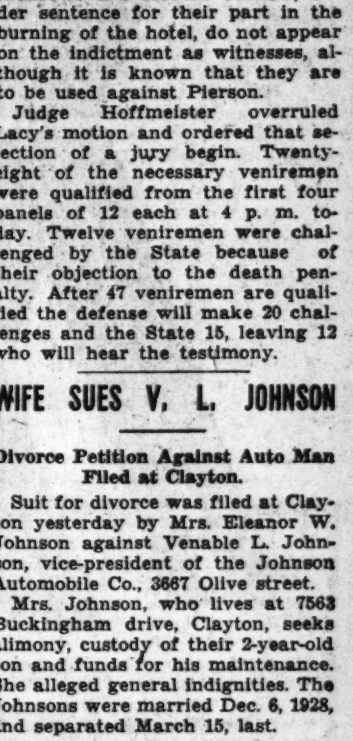 der sentence for their part in the
burning of the hotel, do not appear
on the indictment as witnesses, al-
though it is known that they are
to be used against Pierson.
Judge Hoffmeister overruled
Lacy's motion and ordered that se-
lection of a jury begin. Twenty-
eight of the necessary veniremen
were qualified from the first four
panels of 12 each at 4 p. m. to-
day. Twelve veniremen were chal-
lenged by the State because of
their objection to the death pen-
alty. After 47 veniremen are quali-
fied the defense will make 20 chal-
lenges and the State 15, leaving 12
who will hear the testimony.
WIFE SUES V. L. JOHNSON
Divorce Petition Against Auto Man
Filed at Clayton.
Suit for divorce was filed at Clay-
ton yesterday by Mrs. Eleanor W.
Johnson against Venable L. John-
son, vice-president of the Johnson
Automobile Co., 3667 Olive street.
Mrs. Johnson, who lives at 7563
Buckingham drive, Clayton, seeks
alimony, custody of their 2-year-old
son and funds for his maintenance.
She alleged general indignities. The
Johnsons were married Dec. 6, 1928,
and separated March 15, last.